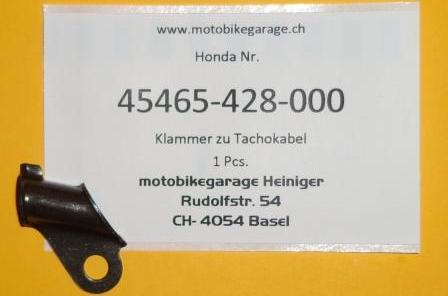 www.motobikegarage.ch
Honda Nr.
45465-428-000
Klammer zu Tachokabel
1 Pcs.
motobikegarage Heiniger
Rudolfstr. 54
CH- 4054 Basel